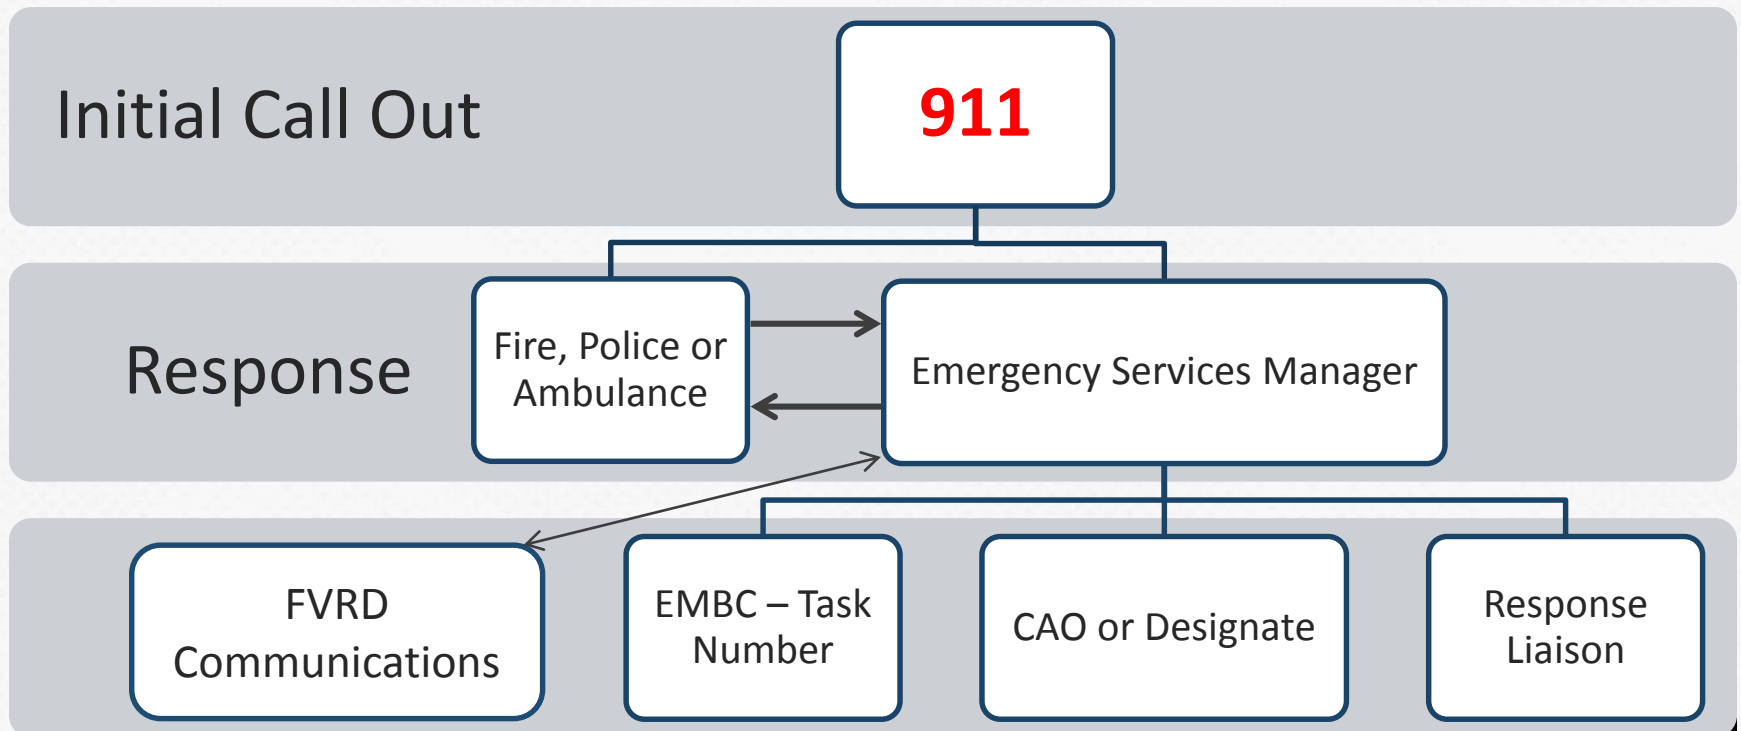 Initial Call Out
911
Response
Fire, Police or
Ambulance
Emergency Services Manager
FVRD
Communications
EMBC – Task
Number
CAO or Designate
Response
Liaison